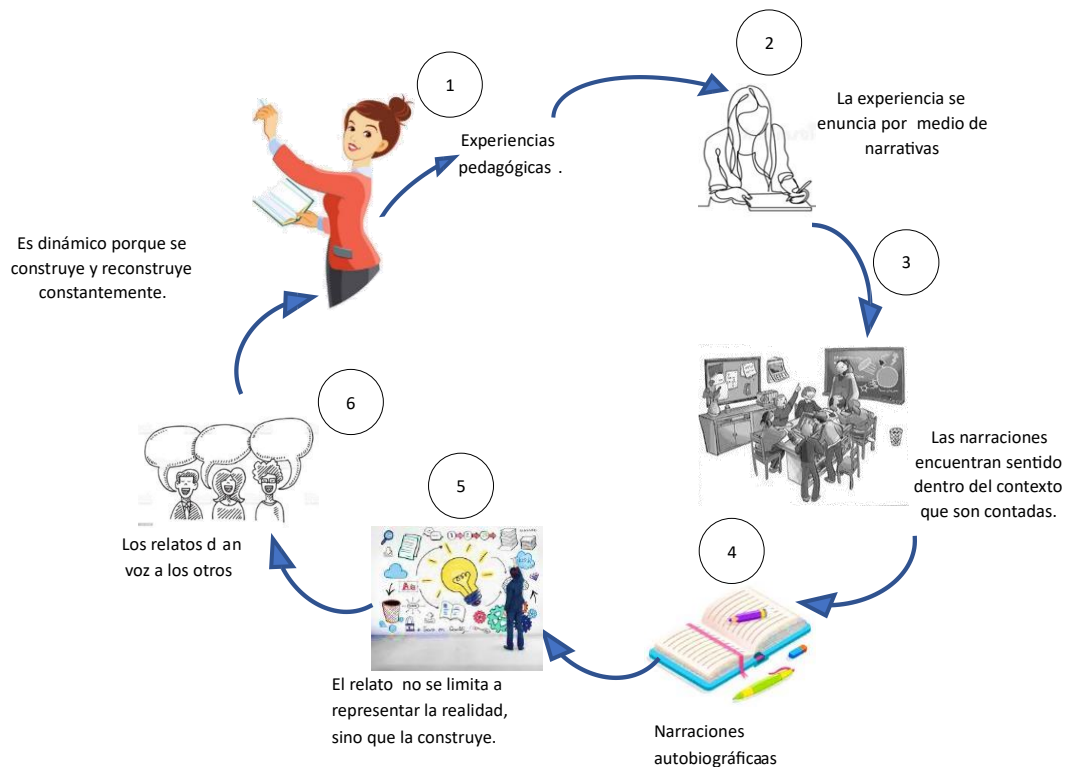 1
Experiencias
pedagógicas .
2
La experiencia se
enuncia por medio de
narrativas
3
Las narraciones
encuentran sentido
dentro del contexto
que son contadas.
4
Narraciones
autobiográficaas
5
El relato no se limita a
representar la realidad,
sino que la construye.
6
Los relatos d an
voz a los otros
Es dinámico porque se
construye y reconstruye
constantemente.